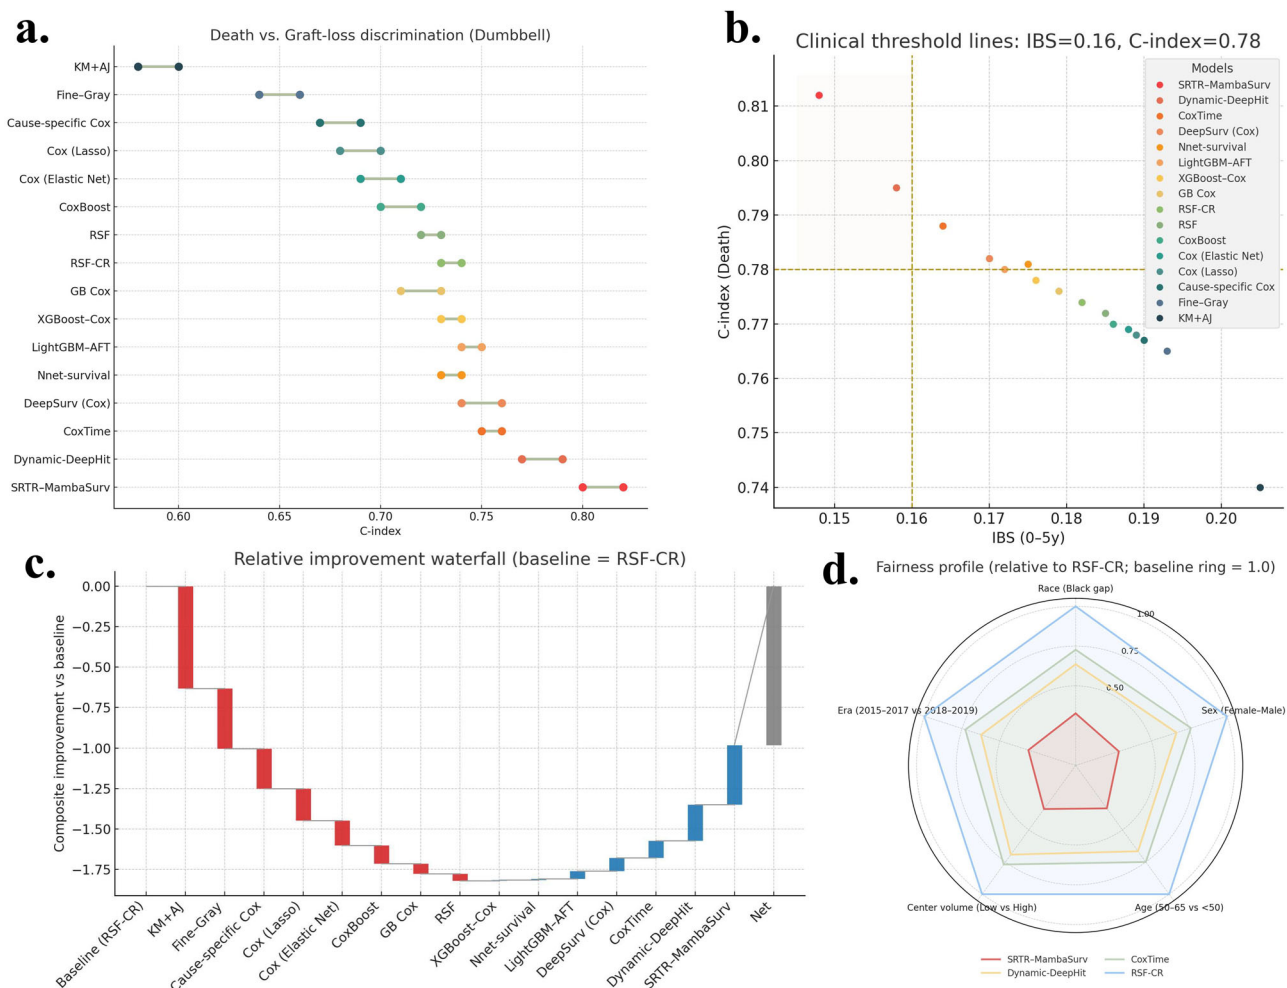 a.
Death vs. Graft-loss discrimination (Dumbbell)
KM+AJ
Fine–Gray
Cause-specific Cox
Cox (Lasso)
Cox (Elastic Net)
CoxBoost
RSF
RSF-CR
GB Cox
XGBoost–Cox
LightGBM–AFT
Nnet-survival
DeepSurv (Cox)
CoxTime
Dynamic-DeepHit
SRTR–MambaSurv
0.60 0.65 0.70 0.75 0.80
C-index
b.
Clinical threshold lines: IBS=0.16, C-index=0.78
C-index (Death)
0.81
0.80
0.79
0.78
0.77
0.76
0.75
0.74
0.15 0.16 0.17 0.18 0.19 0.20
IBS (0–5y)
Models
SRTR–MambaSurv
Dynamic-DeepHit
CoxTime
DeepSurv (Cox)
Nnet-survival
LightGBM–AFT
XGBoost–Cox
GB Cox
RSF-CR
RSF
CoxBoost
Cox (Elastic Net)
Cox (Lasso)
Cause-specific Cox
Fine–Gray
KM+AJ
c.
Relative improvement waterfall (baseline = RSF-CR)
Composite improvement vs baseline
0.00
−0.25
−0.50
−0.75
−1.00
−1.25
−1.50
−1.75
Baseline (RSF-CR)
KM+AJ
Fine–Gray
Cause-specific Cox
Cox (Lasso)
Cox (Elastic Net)
CoxBoost
GB Cox
RSF
XGBoost–Cox
Nnet-survival
LightGBM–AFT
DeepSurv (Cox)
CoxTime
Dynamic-DeepHit
SRTR–MambaSurv
Net
d.
Fairness profile (relative to RSF-CR; baseline ring = 1.0)
Race (Black gap)
1.00
0.75
0.50
Era (2015–2017 vs 2018–2019)
Sex (Female–Male)
Center volume (Low vs High)
Age (50–65 vs <50)
SRTR–MambaSurv
Dynamic-DeepHit
CoxTime
RSF-CR